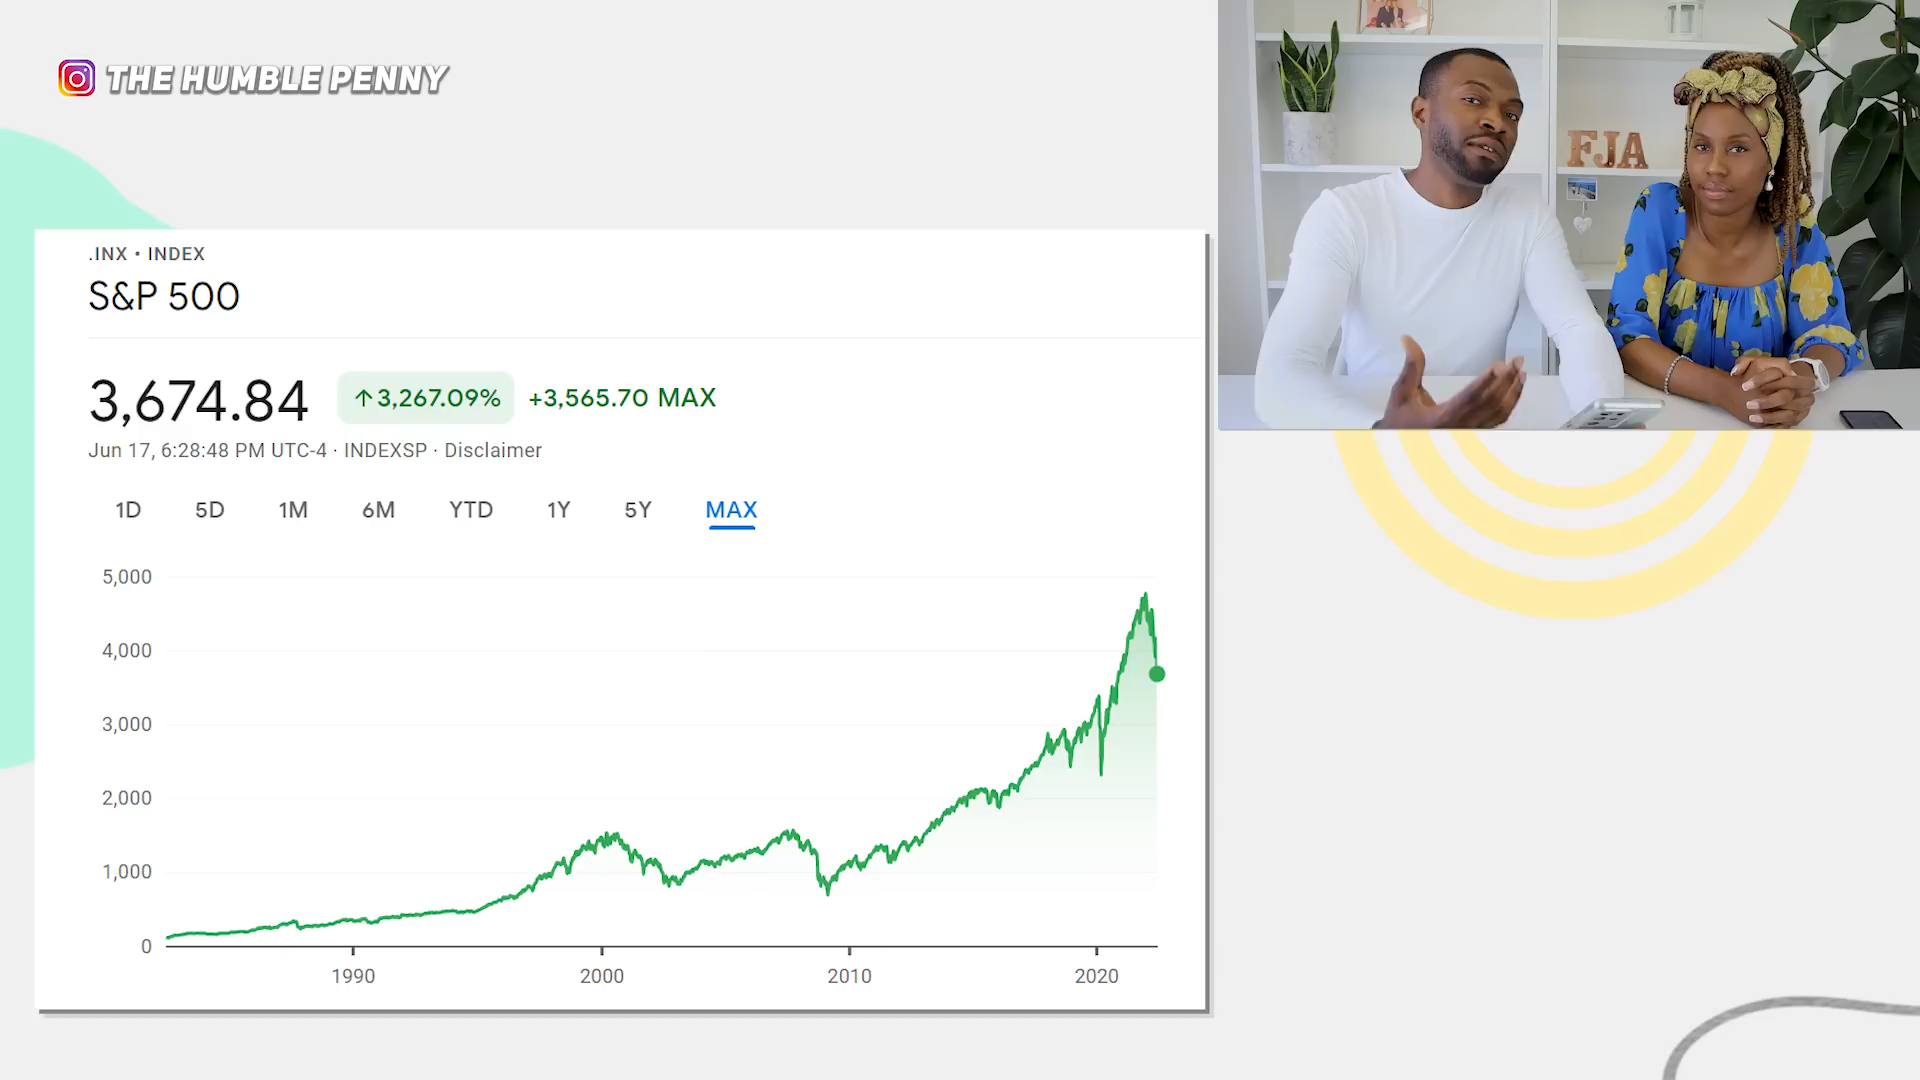 THE HUMBLE PENNY
FJA
.INX • INDEX
S&P 500
3,674.84 ↑3,267.09% +3,565.70 MAX
Jun 17, 6:28:48 PM UTC-4 · INDEXSP · Disclaimer
1D 5D 1M 6M YTD 1Y 5Y MAX
5,000
4,000
3,000
2,000
1,000
0
1990 2000 2010 2020